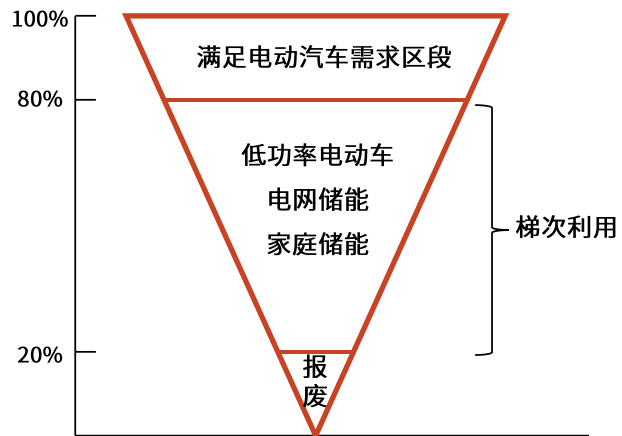 100%
满足电动汽车需求区段
80%
低功率电动车
电网储能
家庭储能
梯次利用
20%
报
废